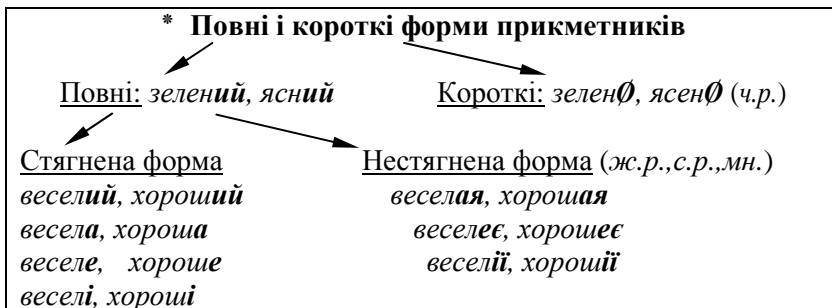 * Повні і короткі форми прикметників
Повні: зелений, ясний Короткі: зеленØ, ясенØ (ч.р.)
Стягнена форма Нестягнена форма (ж.р.,с.р.,мн.)
веселий, хороший веселая, хорошая
весела, хороша веселеє, хорошеє
веселе, хороше веселії, хорошії
веселі, хороші